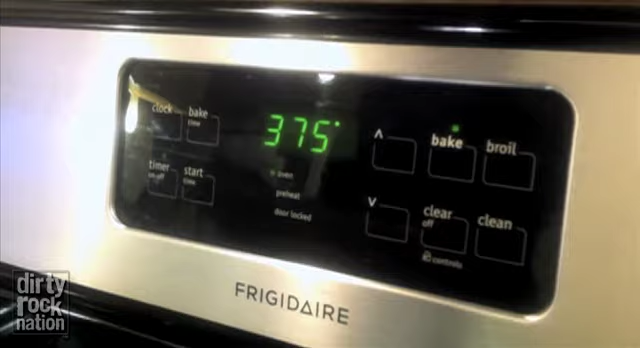 clock
bake
time
375°
^
bake
broil
timer
on·off
start
time
oven
preheat
door locked
v
clear
off
clean
controls
FRIGIDAIRE
dirty
rock
nation